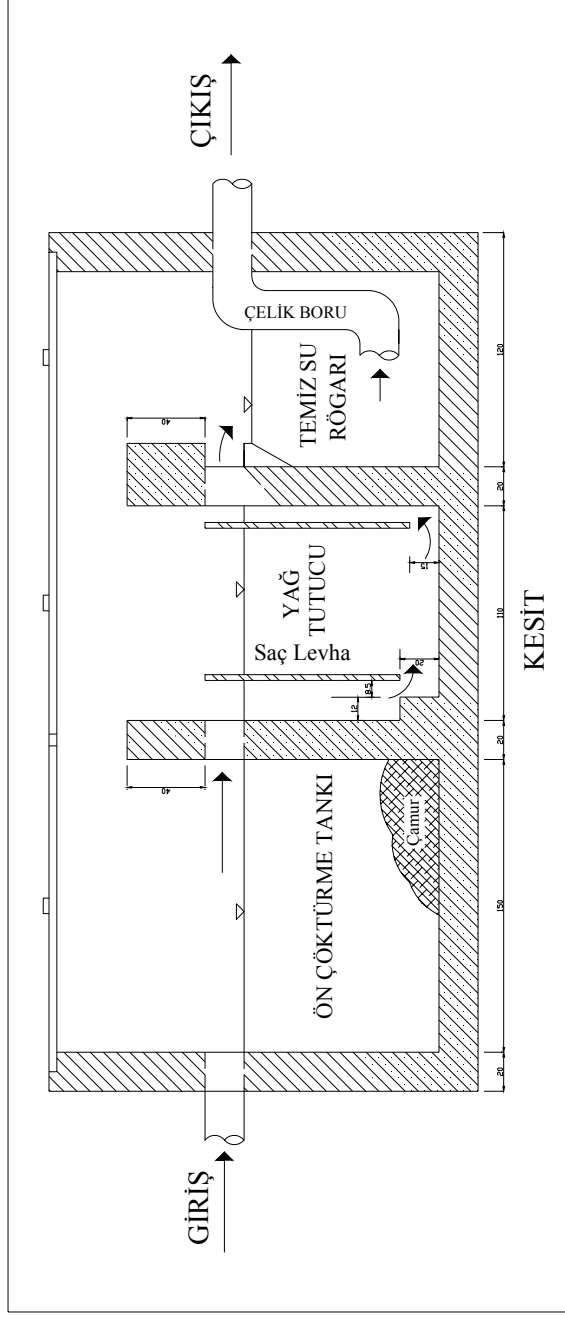 GİRİŞ
ÇIKIŞ
40
40
ÇELİK BORU
ÖN ÇÖKTÜRME TANKI
Çamur
12
8.5
20
Saç Levha
YAĞ
TUTUCU
15
TEMİZ SU
RÖGARI
20
150
20
110
20
120
KESİT